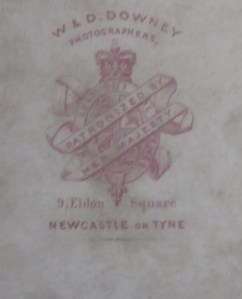 W & D. DOWNEY
PHOTOGRAPHERS,
PATRONIZED BY
HER MAJESTY
9, Eldon Square
NEWCASTLE ON TYNE